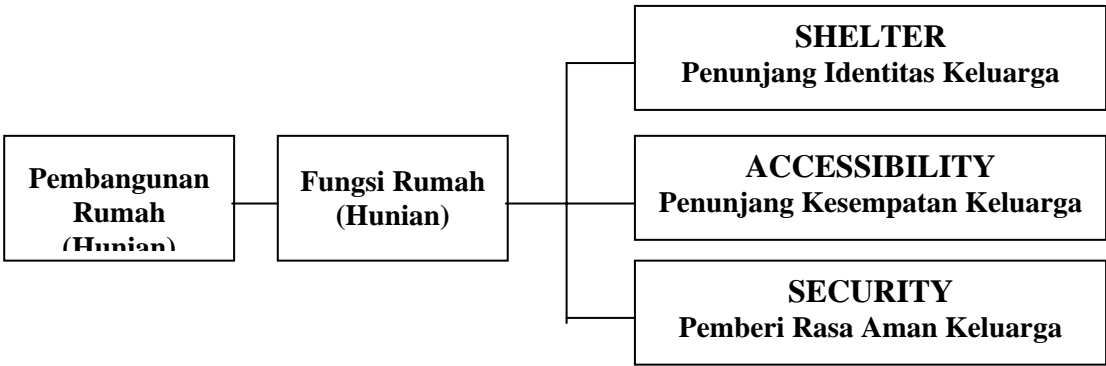 Pembangunan
Rumah
(Hunian)
Fungsi Rumah
(Hunian)
SHELTER
Penunjang Identitas Keluarga
ACCESSIBILITY
Penunjang Kesempatan Keluarga
SECURITY
Pemberi Rasa Aman Keluarga